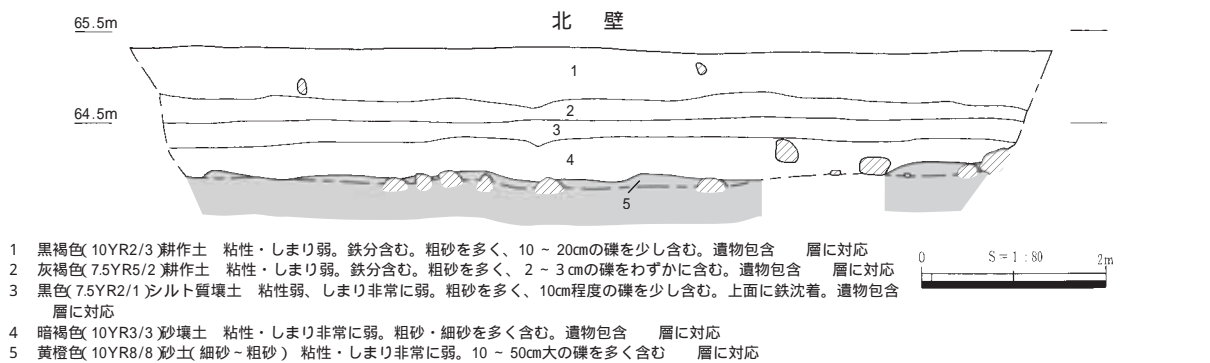 北　壁
65.5m
1
2
64.5m
3
4
5
1　黒褐色(10YR2/3)耕作土　粘性・しまり弱。鉄分含む。粗砂を多く、10～20㎝の礫を少し含む。遺物包含　　層に対応
2　灰褐色(7.5YR5/2)耕作土　粘性・しまり弱。鉄分含む。粗砂を多く、2～3㎝の礫をわずかに含む。遺物包含　　層に対応
3　黒色(7.5YR2/1)シルト質壌土　粘性弱、しまり非常に弱。粗砂を多く、10㎝程度の礫を少し含む。上面に鉄沈着。遺物包含
層に対応
4　暗褐色(10YR3/3)砂壌土　粘性・しまり非常に弱。粗砂・細砂を多く含む。遺物包含　　層に対応
5　黄橙色(10YR8/8)砂土(細砂～粗砂)　粘性・しまり非常に弱。10～50㎝大の礫を多く含む　　層に対応
0　S=1:80　2m